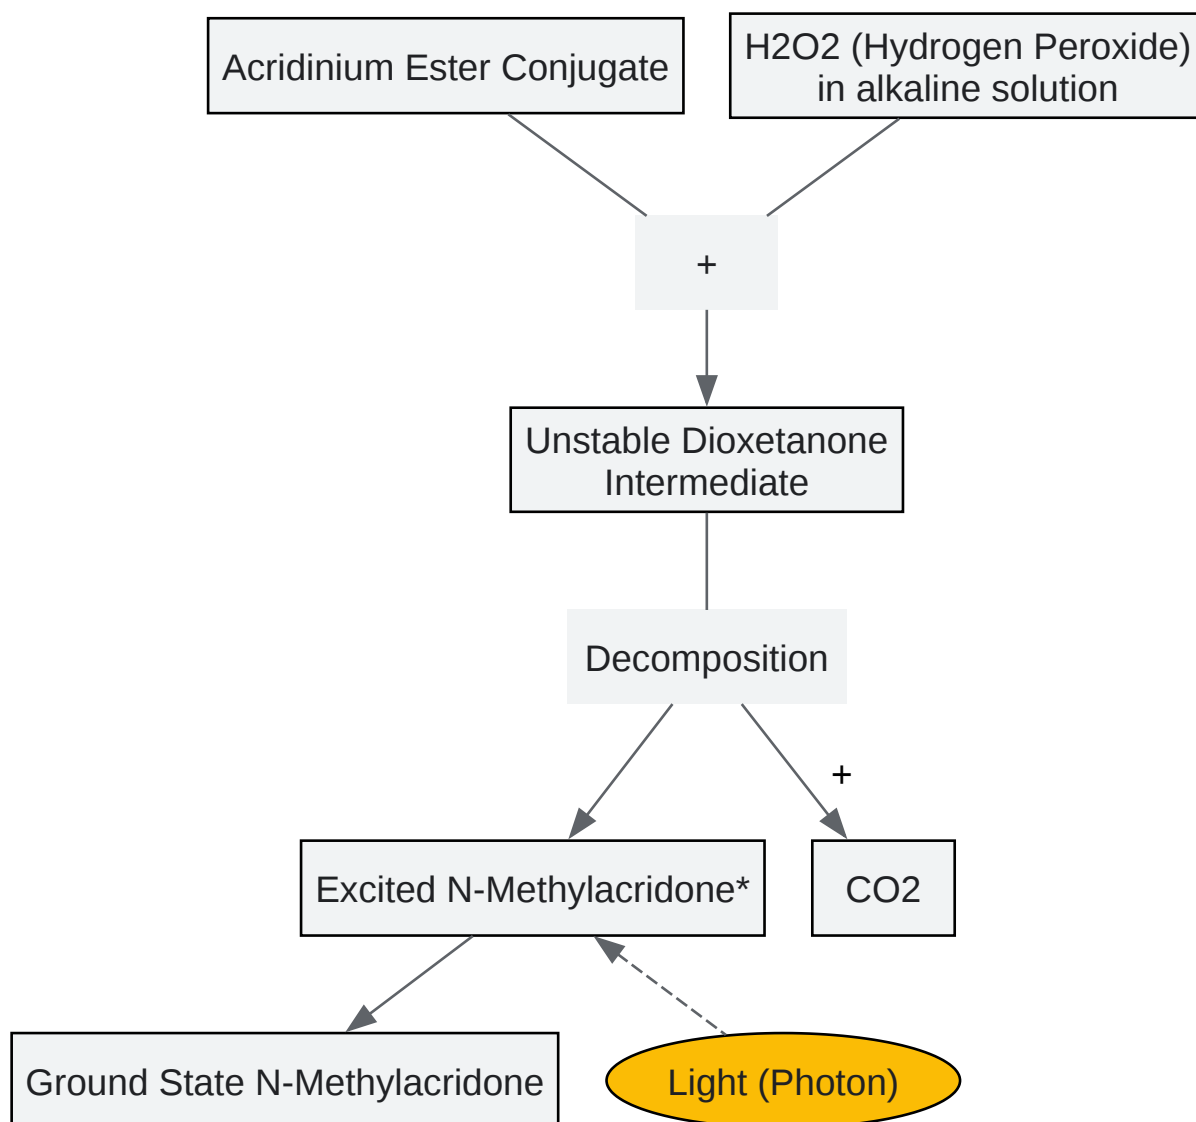 Acridinium Ester Conjugate
H2O2 (Hydrogen Peroxide)
in alkaline solution
+
Unstable Dioxetanone
Intermediate
Decomposition
+
Excited N-Methylacridone*
CO2
Ground State N-Methylacridone
Light (Photon)